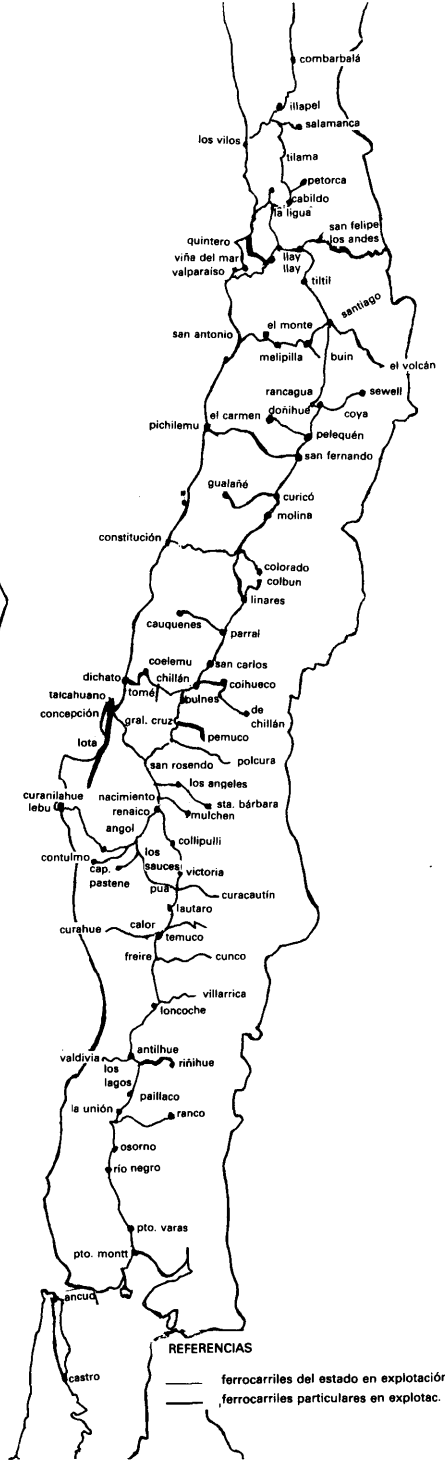 combarbalá
illapel
salamanca
los vilos
tilama
petorca
cabildo
la ligua
san felipe
quintero
los andes
viña del mar
llay
valparaíso
llay
tiltil
santiago
el monte
san antonio
melipilla
buin
el volcán
rancagua
sewell
doñihue
el carmen
coya
pichilemu
pelequén
san fernando
gualañé
curicó
molina
constitución
colorado
colbun
linares
cauquenes
parral
coelemu
san carlos
dichato
chillán
coihueco
talcahuano
tomé
bulnes
concepción
gral. cruz
de
chillán
pemuco
lota
san rosendo
polcura
los angeles
curanilahue
nacimiento
sta. bárbara
lebu
renaico
mulchen
angol
collipulli
contulmo
los
cap.
sauces
victoria
pastene
pua
curacautín
lautaro
curahue
calor
temuco
freire
cunco
villarrica
loncoche
antilhue
valdivia
los
riñihue
lagos
paillaco
la unión
ranco
osorno
río negro
pto. varas
pto. montt
ancud
REFERENCIAS
castro
ferrocarriles del estado en explotación
ferrocarriles particulares en explotac.